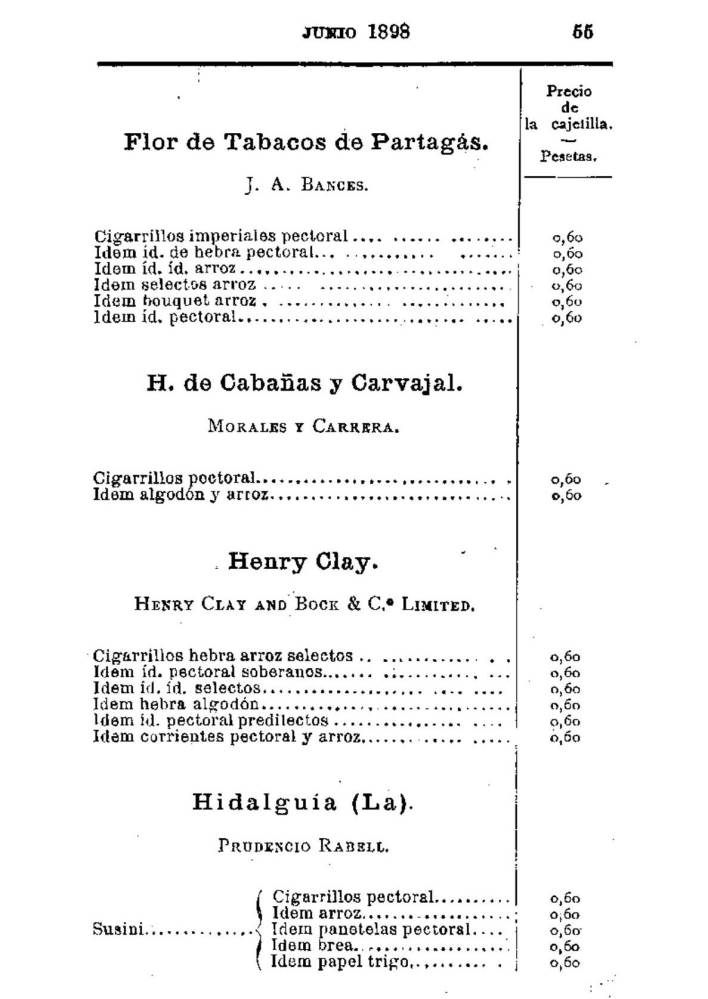 JUNIO 1898 55
Precio
de
la cajetilla.
Pesetas.
Flor de Tabacos de Partagás.
J. A. BANCES.
Cigarrillos imperiales pectoral .... ...... ........ 0,60
Idem id. de hebra pectoral... ........... ....... 0,60
Idem íd. íd. arroz.................................. 0,60
Idem selectos arroz ..... ........................ 0,60
Idem bouquet arroz . .............. ............. 0,60
Idem íd. pectoral............................ ..... 0,60
H. de Cabañas y Carvajal.
MORALES Y CARRERA.
Cigarrillos pectoral............................. . . 0,60
Idem algodón y arroz.............................. 0,60
Henry Clay.
HENRY CLAY AND BOCK & C.ª LIMITED.
Cigarrillos hebra arroz selectos .. ............ . . 0,60
Idem íd. pectoral soberanos....... ............ ... 0,60
Idem íd. íd. selectos.................... .... .... 0,60
Idem hebra algodón............................... 0,60
Idem íd. pectoral predilectos ................ .... 0,60
Idem corrientes pectoral y arroz............. ..... 0,60
Hidalguía (La).
PRUDENCIO RABELL.
Cigarrillos pectoral.......... 0,60
Idem arroz................... 0,60
Susini.............. Idem panetelas pectoral.... 0,60
Idem brea................... 0,60
Idem papel trigo........... . 0,60